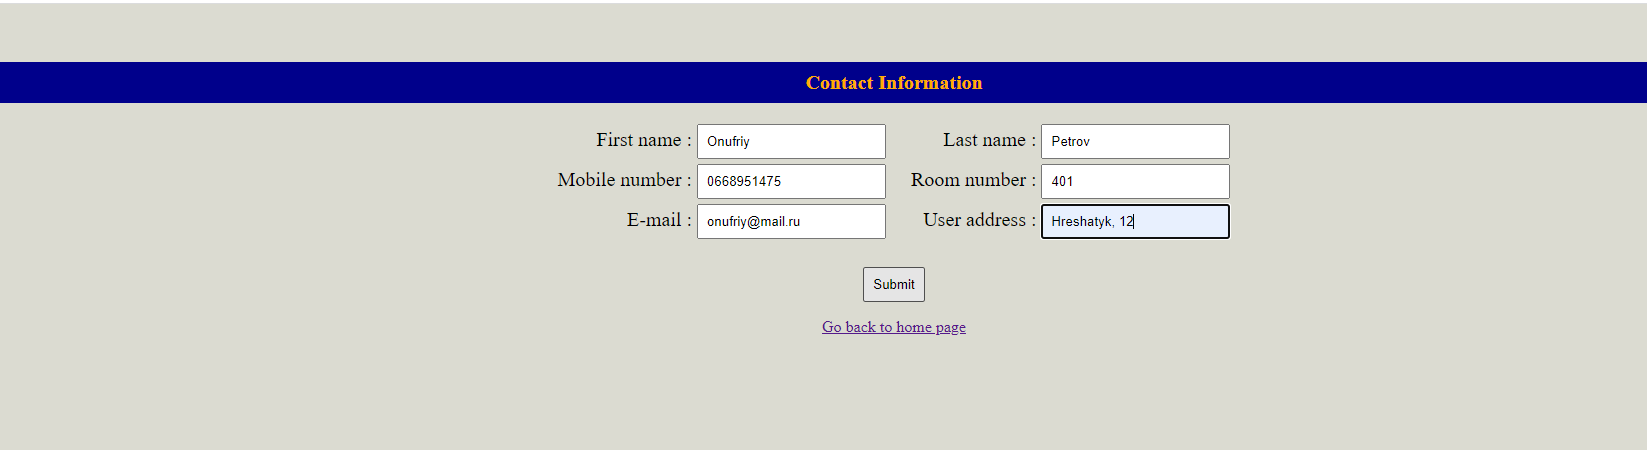 Contact Information
First name : Onufriy Last name : Petrov
Mobile number : 0668951475 Room number : 401
E-mail : onufriy@mail.ru User address : Hreshatyk, 12
Submit
Go back to home page